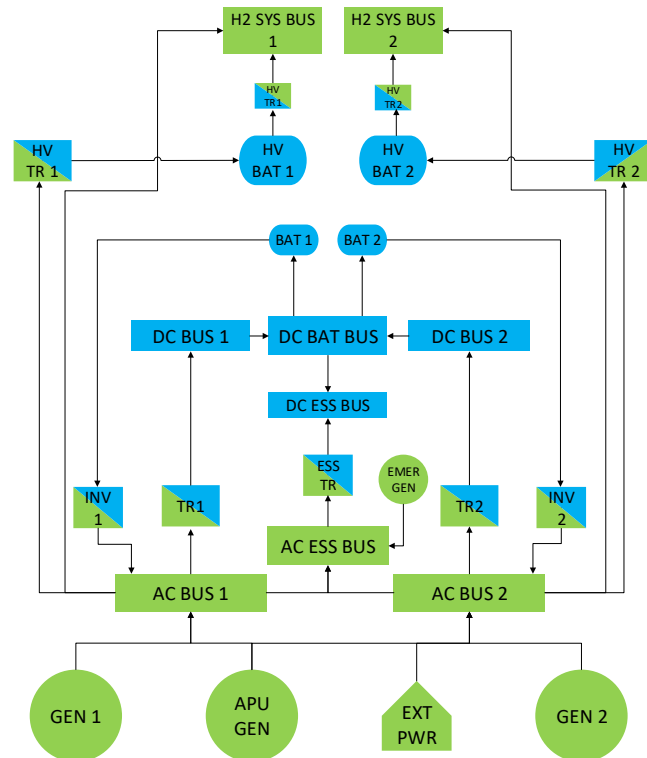 H2 SYS BUS
1
H2 SYS BUS
2
HV
TR1
HV
TR2
HV
TR 1
HV
BAT 1
HV
BAT 2
HV
TR 2
BAT 1
BAT 2
DC BUS 1
DC BAT BUS
DC BUS 2
DC ESS BUS
ESS
TR
EMER
GEN
INV
1
TR1
TR2
INV
2
AC ESS BUS
AC BUS 1
AC BUS 2
GEN 1
APU
GEN
EXT
PWR
GEN 2